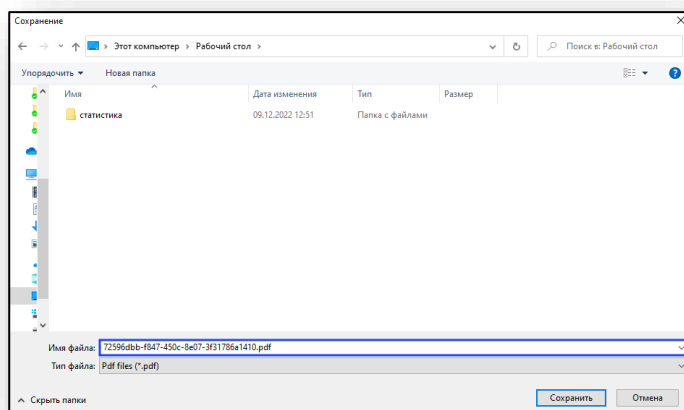 Сохранение
Этот компьютер › Рабочий стол ›
Поиск в: Рабочий стол
Упорядочить Новая папка
Имя Дата изменения Тип Размер
статистика 09.12.2022 12:51 Папка с файлами
Имя файла: 72596dbb-f847-450c-8e07-3f31786a1410.pdf
Тип файла: Pdf files (*.pdf)
Скрыть папки Сохранить Отмена